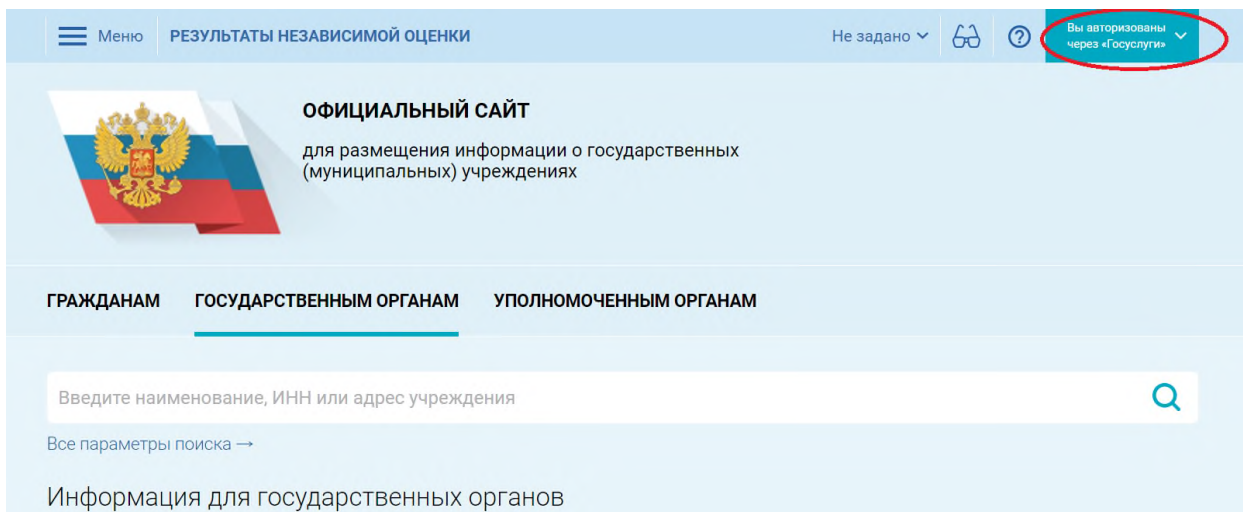 Меню
РЕЗУЛЬТАТЫ НЕЗАВИСИМОЙ ОЦЕНКИ
Не задано
Вы авторизованы
через «Госуслуги»
ОФИЦИАЛЬНЫЙ САЙТ
для размещения информации о государственных
(муниципальных) учреждениях
ГРАЖДАНАМ
ГОСУДАРСТВЕННЫМ ОРГАНАМ
УПОЛНОМОЧЕННЫМ ОРГАНАМ
Введите наименование, ИНН или адрес учреждения
Все параметры поиска →
Информация для государственных органов